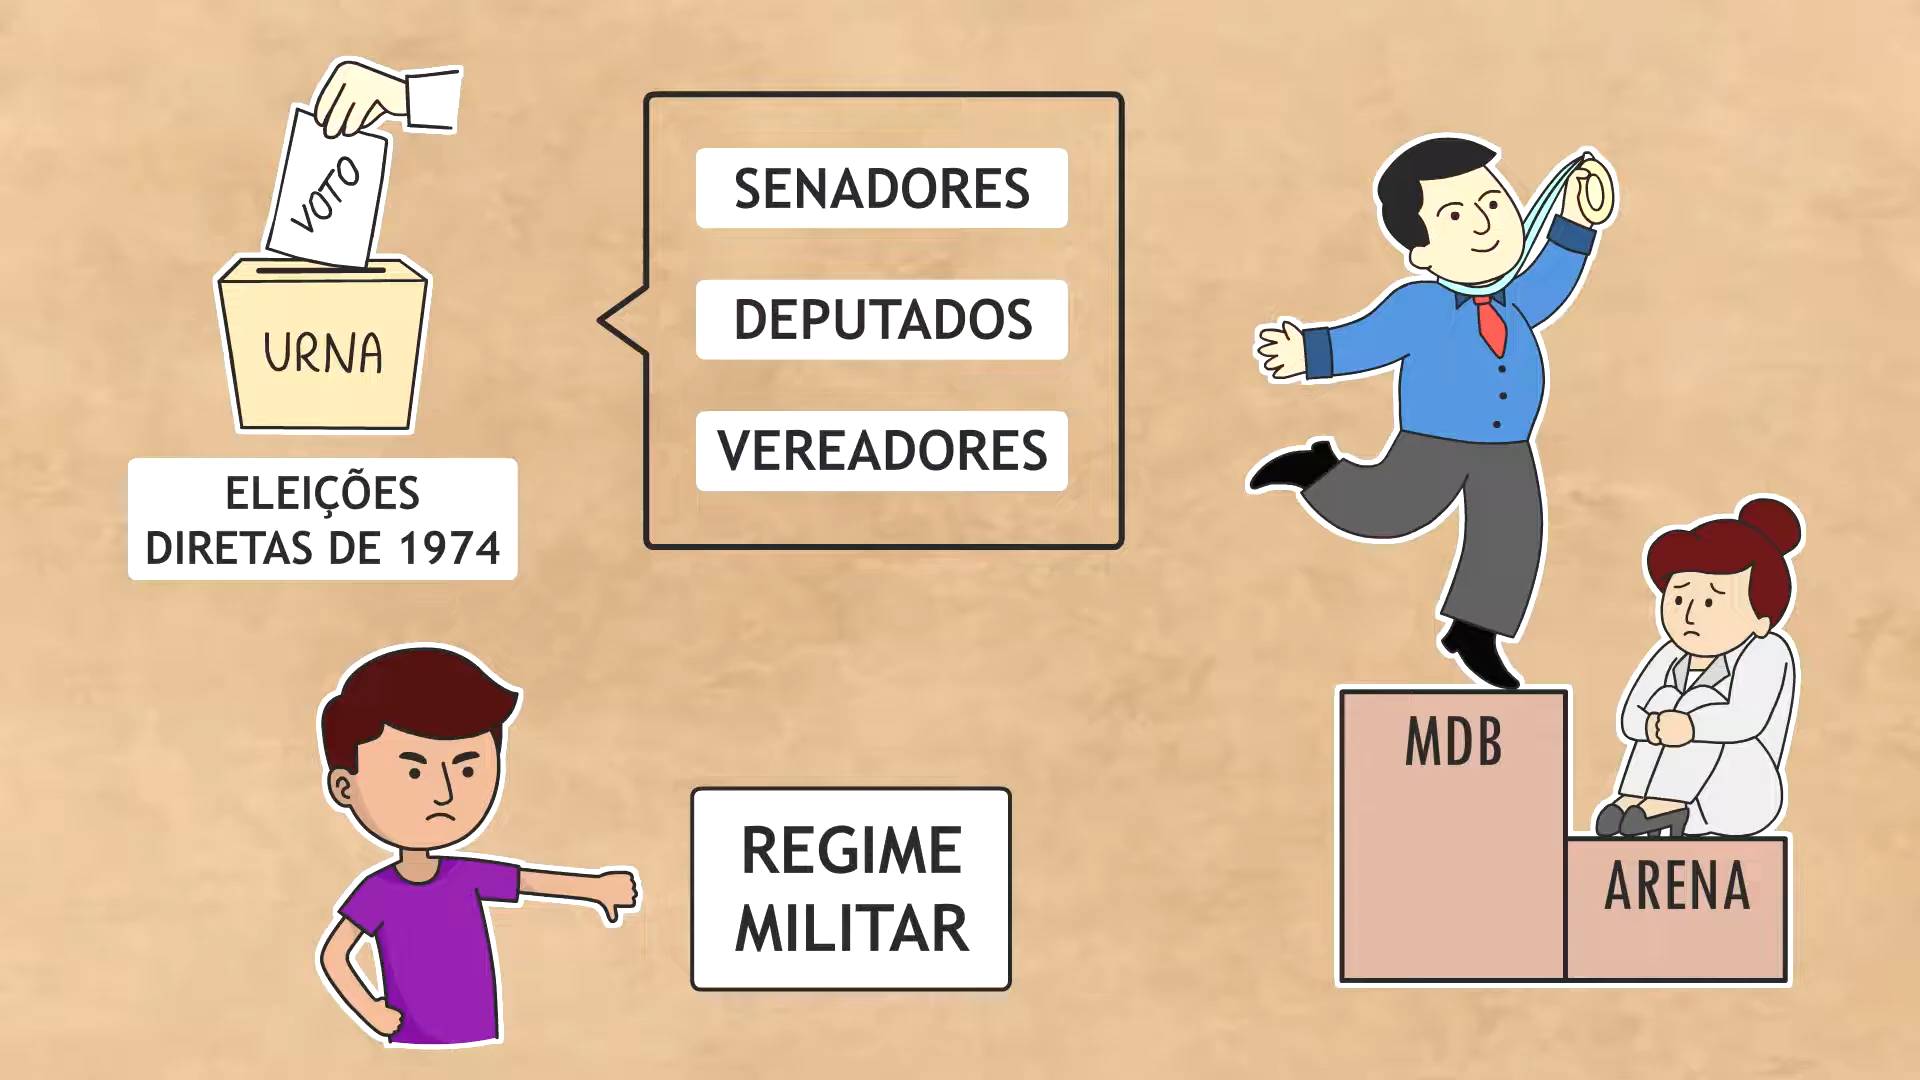 VOTO
URNA
ELEIÇÕES
DIRETAS DE 1974
SENADORES
DEPUTADOS
VEREADORES
REGIME
MILITAR
MDB
ARENA